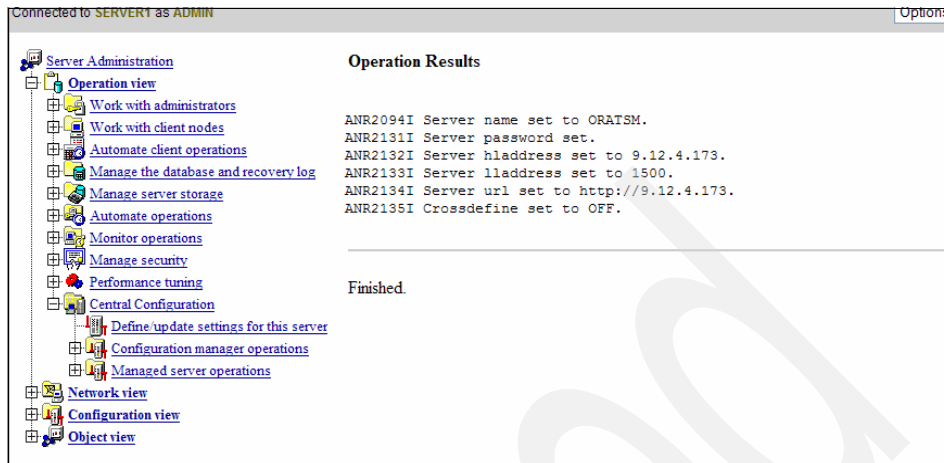 Connected to SERVER1 as ADMIN
Options
Server Administration
Operation view
Work with administrators
Work with client nodes
Automate client operations
Manage the database and recovery log
Manage server storage
Automate operations
Monitor operations
Manage security
Performance tuning
Central Configuration
Define/update settings for this server
Configuration manager operations
Managed server operations
Network view
Configuration view
Object view
Operation Results
ANR2094I Server name set to ORATSM.
ANR2131I Server password set.
ANR2132I Server hladdress set to 9.12.4.173.
ANR2133I Server lladdress set to 1500.
ANR2134I Server url set to http://9.12.4.173.
ANR2135I Crossdefine set to OFF.
Finished.